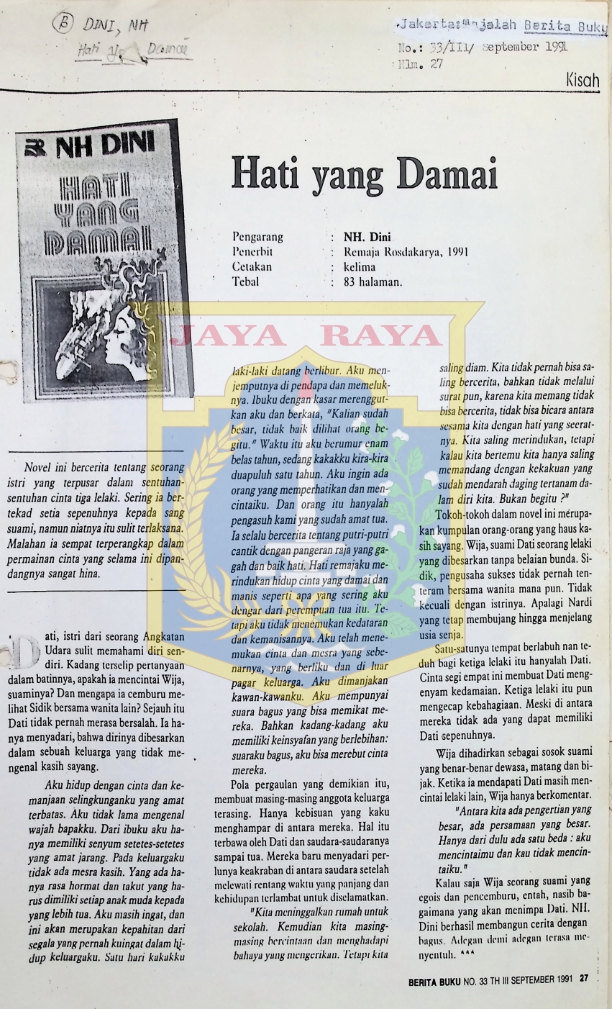 B DINI, NH
Hati yg Damai
Jakarta: Majalah Berita Buku
No.: 33/III/ September 1991
Hlm. 27
Kisah
NH DINI
HATI
YANG
DAMAI
Hati yang Damai
Pengarang : NH. Dini
Penerbit : Remaja Rosdakarya, 1991
Cetakan : kelima
Tebal : 83 halaman.
JAYA RAYA
Novel ini bercerita tentang seorang
istri yang terpusar dalam sentuhan-
sentuhan cinta tiga lelaki. Sering ia ber-
tekad setia sepenuhnya kepada sang
suami, namun niatnya itu sulit terlaksana.
Malahan ia sempat terperangkap dalam
permainan cinta yang selama ini dipan-
dangnya sangat hina.
Dati, istri dari seorang Angkatan
Udara sulit memahami diri sen-
diri. Kadang terselip pertanyaan
dalam batinnya, apakah ia mencintai Wija,
suaminya? Dan mengapa ia cemburu me-
lihat Sidik bersama wanita lain? Sejauh itu
Dati tidak pernah merasa bersalah. Ia ha-
nya menyadari, bahwa dirinya dibesarkan
dalam sebuah keluarga yang tidak me-
ngenal kasih sayang.
Aku hidup dengan cinta dan ke-
manjaan selingkunganku yang amat
terbatas. Aku tidak lama mengenal
wajah bapakku. Dari ibuku aku ha-
nya memiliki senyum setetes-setetes
yang amat jarang. Pada keluargaku
tidak ada mesra kasih. Yang ada ha-
nya rasa hormat dan takut yang ha-
rus dimiliki setiap anak muda kepada
yang lebih tua. Aku masih ingat, dan
ini akan merupakan kepahitan dari
segala yang pernah kuingat dalam hi-
dup keluargaku. Satu hari kakakku
laki-laki datang berlibur. Aku men-
jemputnya di pendapa dan memeluk-
nya. Ibuku dengan kasar merenggut-
kan aku dan berkata, "Kalian sudah
besar, tidak baik dilihat orang be-
gitu." Waktu itu aku berumur enam
belas tahun, sedang kakakku kira-kira
duapuluh satu tahun. Aku ingin ada
orang yang memperhatikan dan men-
cintaiku. Dan orang itu hanyalah
pengasuh kami yang sudah amat tua.
Ia selalu bercerita tentang putri-putri
cantik dengan pangeran raja yang ga-
gah dan baik hati. Hati remajaku me-
rindukan hidup cinta yang damai dan
manis seperti apa yang sering aku
dengar dari perempuan tua itu. Te-
tapi aku tidak menemukan kedataran
dan kemanisannya. Aku telah mene-
mukan cinta dan mesra yang sebe-
narnya, yang berliku dan di luar
pagar keluarga. Aku dimanjakan
kawan-kawanku. Aku mempunyai
suara bagus yang bisa memikat me-
reka. Bahkan kadang-kadang aku
memiliki keinsyafan yang berlebihan:
suaraku bagus, aku bisa merebut cinta
mereka.
Pola pergaulan yang demikian itu,
membuat masing-masing anggota keluarga
terasing. Hanya kebisuan yang kaku
menghampar di antara mereka. Hal itu
terbawa oleh Dati dan saudara-saudaranya
sampai tua. Mereka baru menyadari per-
lunya keakraban di antara saudara setelah
melewati rentang waktu yang panjang dan
kehidupan terlambat untuk diselamatkan.
"Kita meninggalkan rumah untuk
sekolah. Kemudian kita masing-
masing bercintaan dan menghadapi
bahaya yang mengerikan. Tetapi kita
saling diam. Kita tidak pernah bisa sa-
ling bercerita, bahkan tidak melalui
surat pun, karena kita memang tidak
bisa bercerita, tidak bisa bicara antara
sesama kita dengan hati yang seerat-
nya. Kita saling merindukan, tetapi
kalau kita bertemu kita hanya saling
memandang dengan kekakuan yang
sudah mendarah daging tertanam da-
lam diri kita. Bukan begitu ?"
Tokoh-tokoh dalam novel ini merupa-
kan kumpulan orang-orang yang haus ka-
sih sayang. Wija, suami Dati seorang lelaki
yang dibesarkan tanpa belaian bunda. Si-
dik, pengusaha sukses tidak pernah ten-
teram bersama wanita mana pun. Tidak
kecuali dengan istrinya. Apalagi Nardi
yang tetap membujang hingga menjelang
usia senja.
Satu-satunya tempat berlabuh nan te-
duh bagi ketiga lelaki itu hanyalah Dati.
Cinta segi empat ini membuat Dati meng-
enyam kedamaian. Ketiga lelaki itu pun
mengecap kebahagiaan. Meski di antara
mereka tidak ada yang dapat memiliki
Dati sepenuhnya.
Wija dihadirkan sebagai sosok suami
yang benar-benar dewasa, matang dan bi-
jak. Ketika ia mendapati Dati masih men-
cintai lelaki lain, Wija hanya berkomentar.
"Antara kita ada pengertian yang
besar, ada persamaan yang besar.
Hanya dari dulu ada satu beda : aku
mencintaimu dan kau tidak mencin-
taiku."
Kalau saja Wija seorang suami yang
egois dan pencemburu, entah, nasib ba-
gaimana yang akan menimpa Dati. NH.
Dini berhasil membangun cerita dengan
bagus. Adegan demi adegan terasa me-
nyentuh. ***
BERITA BUKU NO. 33 TH III SEPTEMBER 1991 27